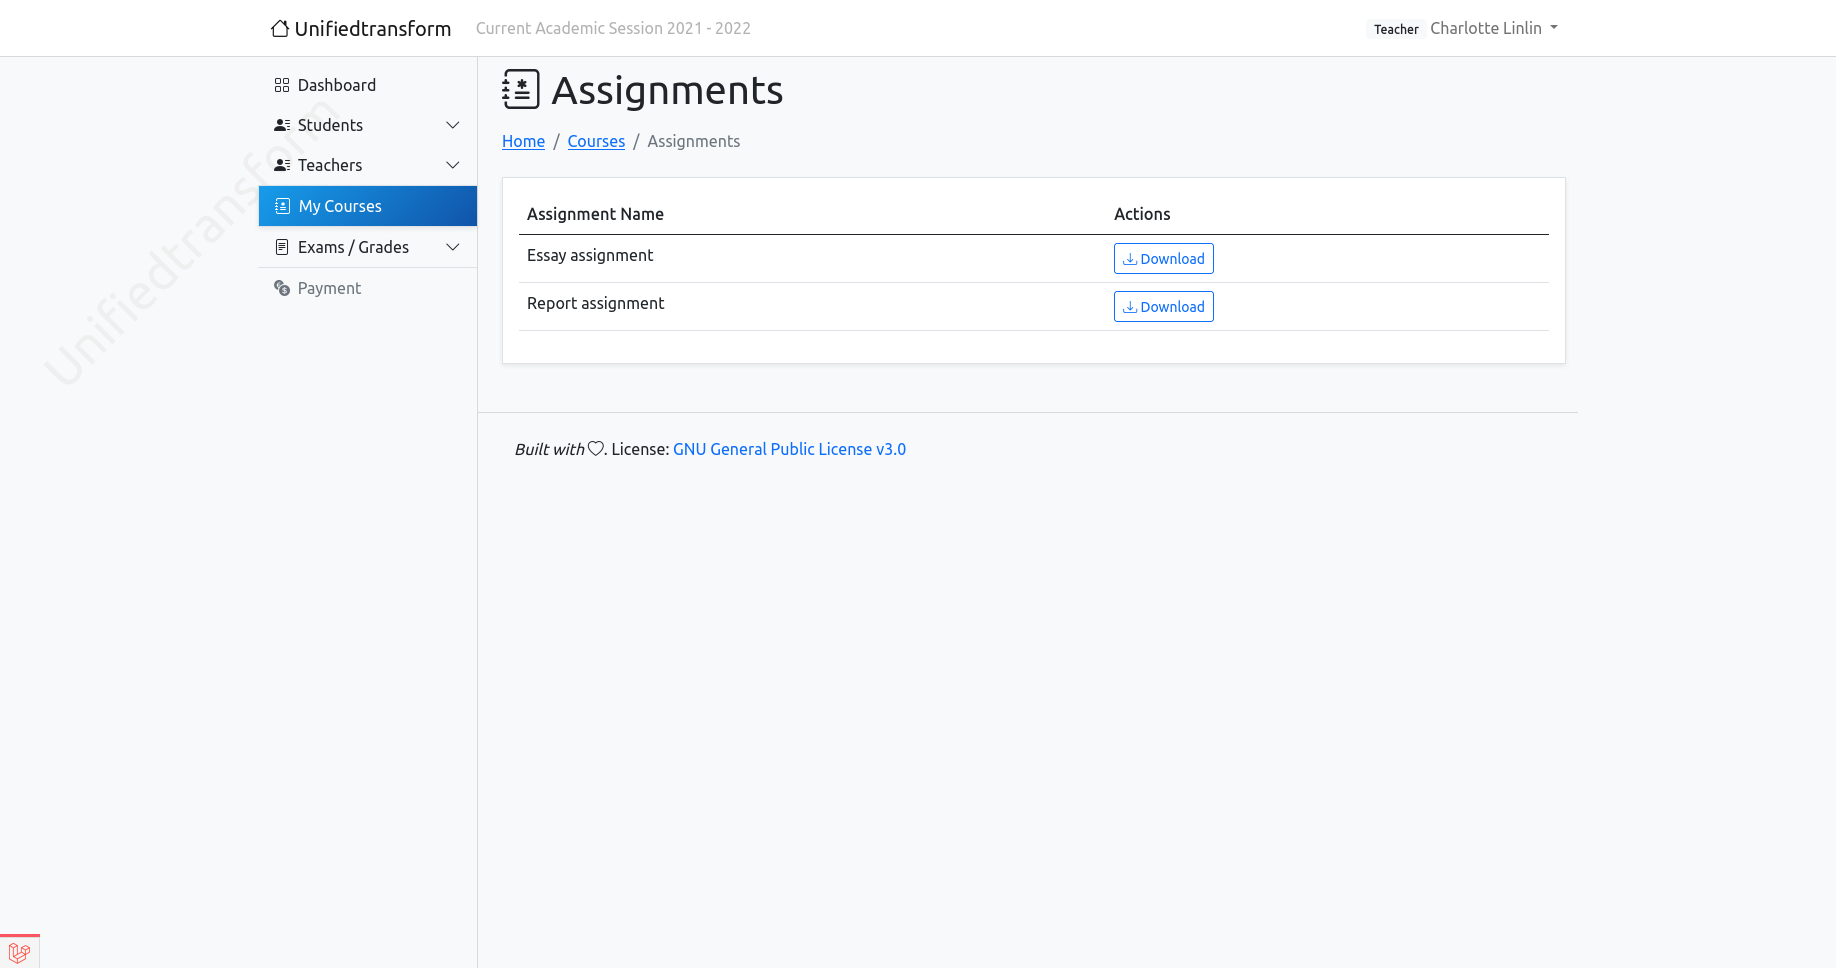 Unifiedtransform
Current Academic Session 2021 - 2022
Teacher Charlotte Linlin
Dashboard
Students
Teachers
My Courses
Exams / Grades
Payment
Unifiedtransform
Assignments
Home / Courses / Assignments
Assignment Name Actions
Essay assignment Download
Report assignment Download
Built with . License: GNU General Public License v3.0